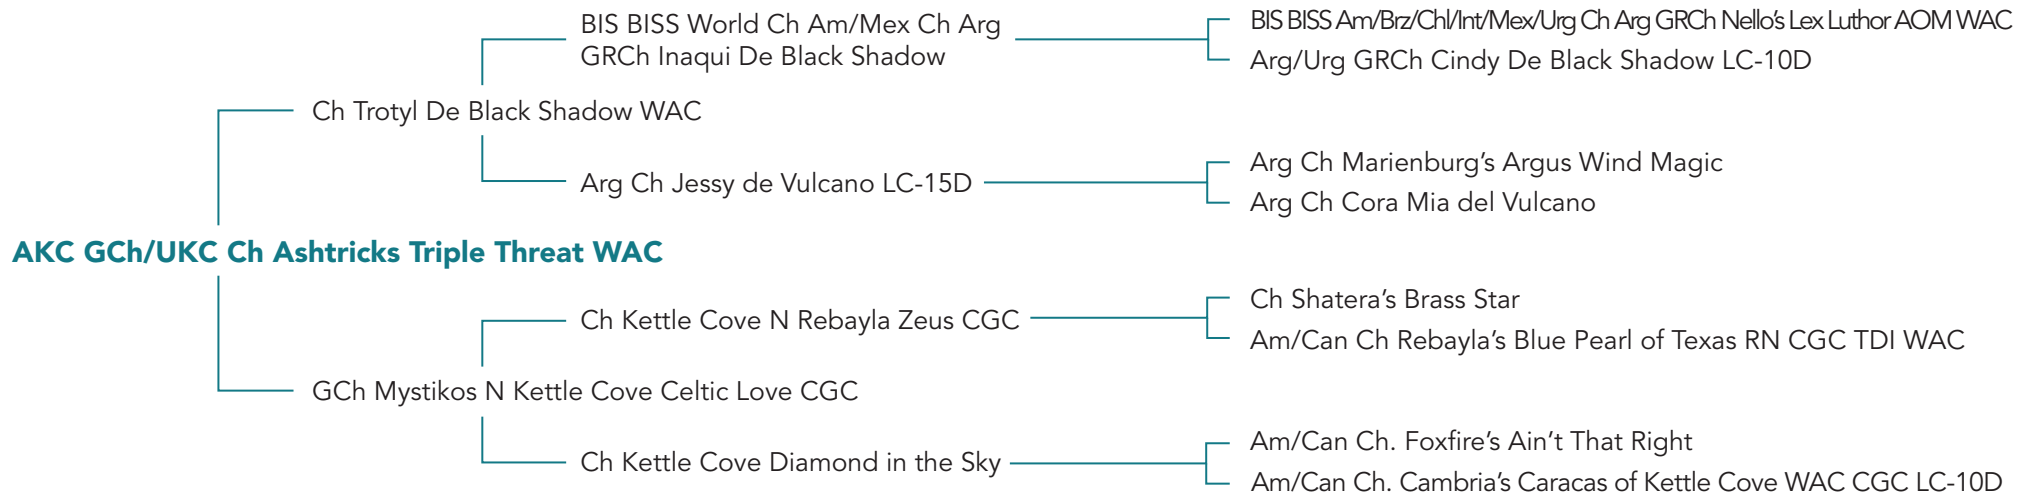 BIS BISS World Ch Am/Mex Ch Arg
GRCh Inaqui De Black Shadow
BIS BISS Am/Brz/Chl/Int/Mex/Urg Ch Arg GRCh Nello’s Lex Luthor AOM WAC
Arg/Urg GRCh Cindy De Black Shadow LC-10D
Ch Trotyl De Black Shadow WAC
Arg Ch Jessy de Vulcano LC-15D
Arg Ch Marienburg’s Argus Wind Magic
Arg Ch Cora Mia del Vulcano
AKC GCh/UKC Ch Ashtricks Triple Threat WAC
Ch Kettle Cove N Rebayla Zeus CGC
Ch Shatera’s Brass Star
Am/Can Ch Rebayla’s Blue Pearl of Texas RN CGC TDI WAC
GCh Mystikos N Kettle Cove Celtic Love CGC
Ch Kettle Cove Diamond in the Sky
Am/Can Ch. Foxfire’s Ain’t That Right
Am/Can Ch. Cambria’s Caracas of Kettle Cove WAC CGC LC-10D